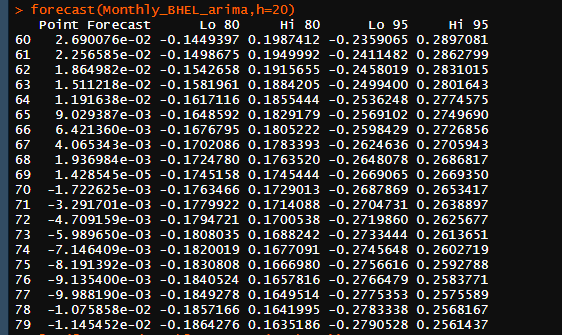 > forecast(Monthly_BHEL_arima,h=20)
Point Forecast Lo 80 Hi 80 Lo 95 Hi 95
60 2.690076e-02 -0.1449397 0.1987412 -0.2359065 0.2897081
61 2.256585e-02 -0.1498675 0.1949992 -0.2411482 0.2862799
62 1.864982e-02 -0.1542658 0.1915655 -0.2458019 0.2831015
63 1.511218e-02 -0.1581961 0.1884205 -0.2499400 0.2801643
64 1.191638e-02 -0.1617116 0.1855444 -0.2536248 0.2774575
65 9.029387e-03 -0.1648592 0.1829179 -0.2569102 0.2749690
66 6.421360e-03 -0.1676795 0.1805222 -0.2598429 0.2726856
67 4.065343e-03 -0.1702086 0.1783393 -0.2624636 0.2705943
68 1.936984e-04 -0.1724780 0.1763520 -0.2648078 0.2686817
69 1.428545e-05 -0.1745158 0.1745444 -0.2669065 0.2669350
70 -1.722625e-03 -0.1763466 0.1729013 -0.2687869 0.2653417
71 -3.291701e-03 -0.1779922 0.1714088 -0.2704731 0.2638897
72 -4.709159e-03 -0.1794721 0.1700538 -0.2719860 0.2625677
73 -5.989650e-03 -0.1808035 0.1688242 -0.2733444 0.2613651
74 -7.146409e-03 -0.1820019 0.1677091 -0.2745648 0.2602719
75 -8.191392e-03 -0.1830808 0.1666980 -0.2756616 0.2592788
76 -9.135400e-03 -0.1840524 0.1657816 -0.2766479 0.2583771
77 -9.988190e-03 -0.1849276 0.1649514 -0.2775353 0.2575589
78 -1.075858e-02 -0.1857166 0.1641995 -0.2783338 0.2568167
79 -1.145452e-02 -0.1864276 0.1635186 -0.2790528 0.2561437